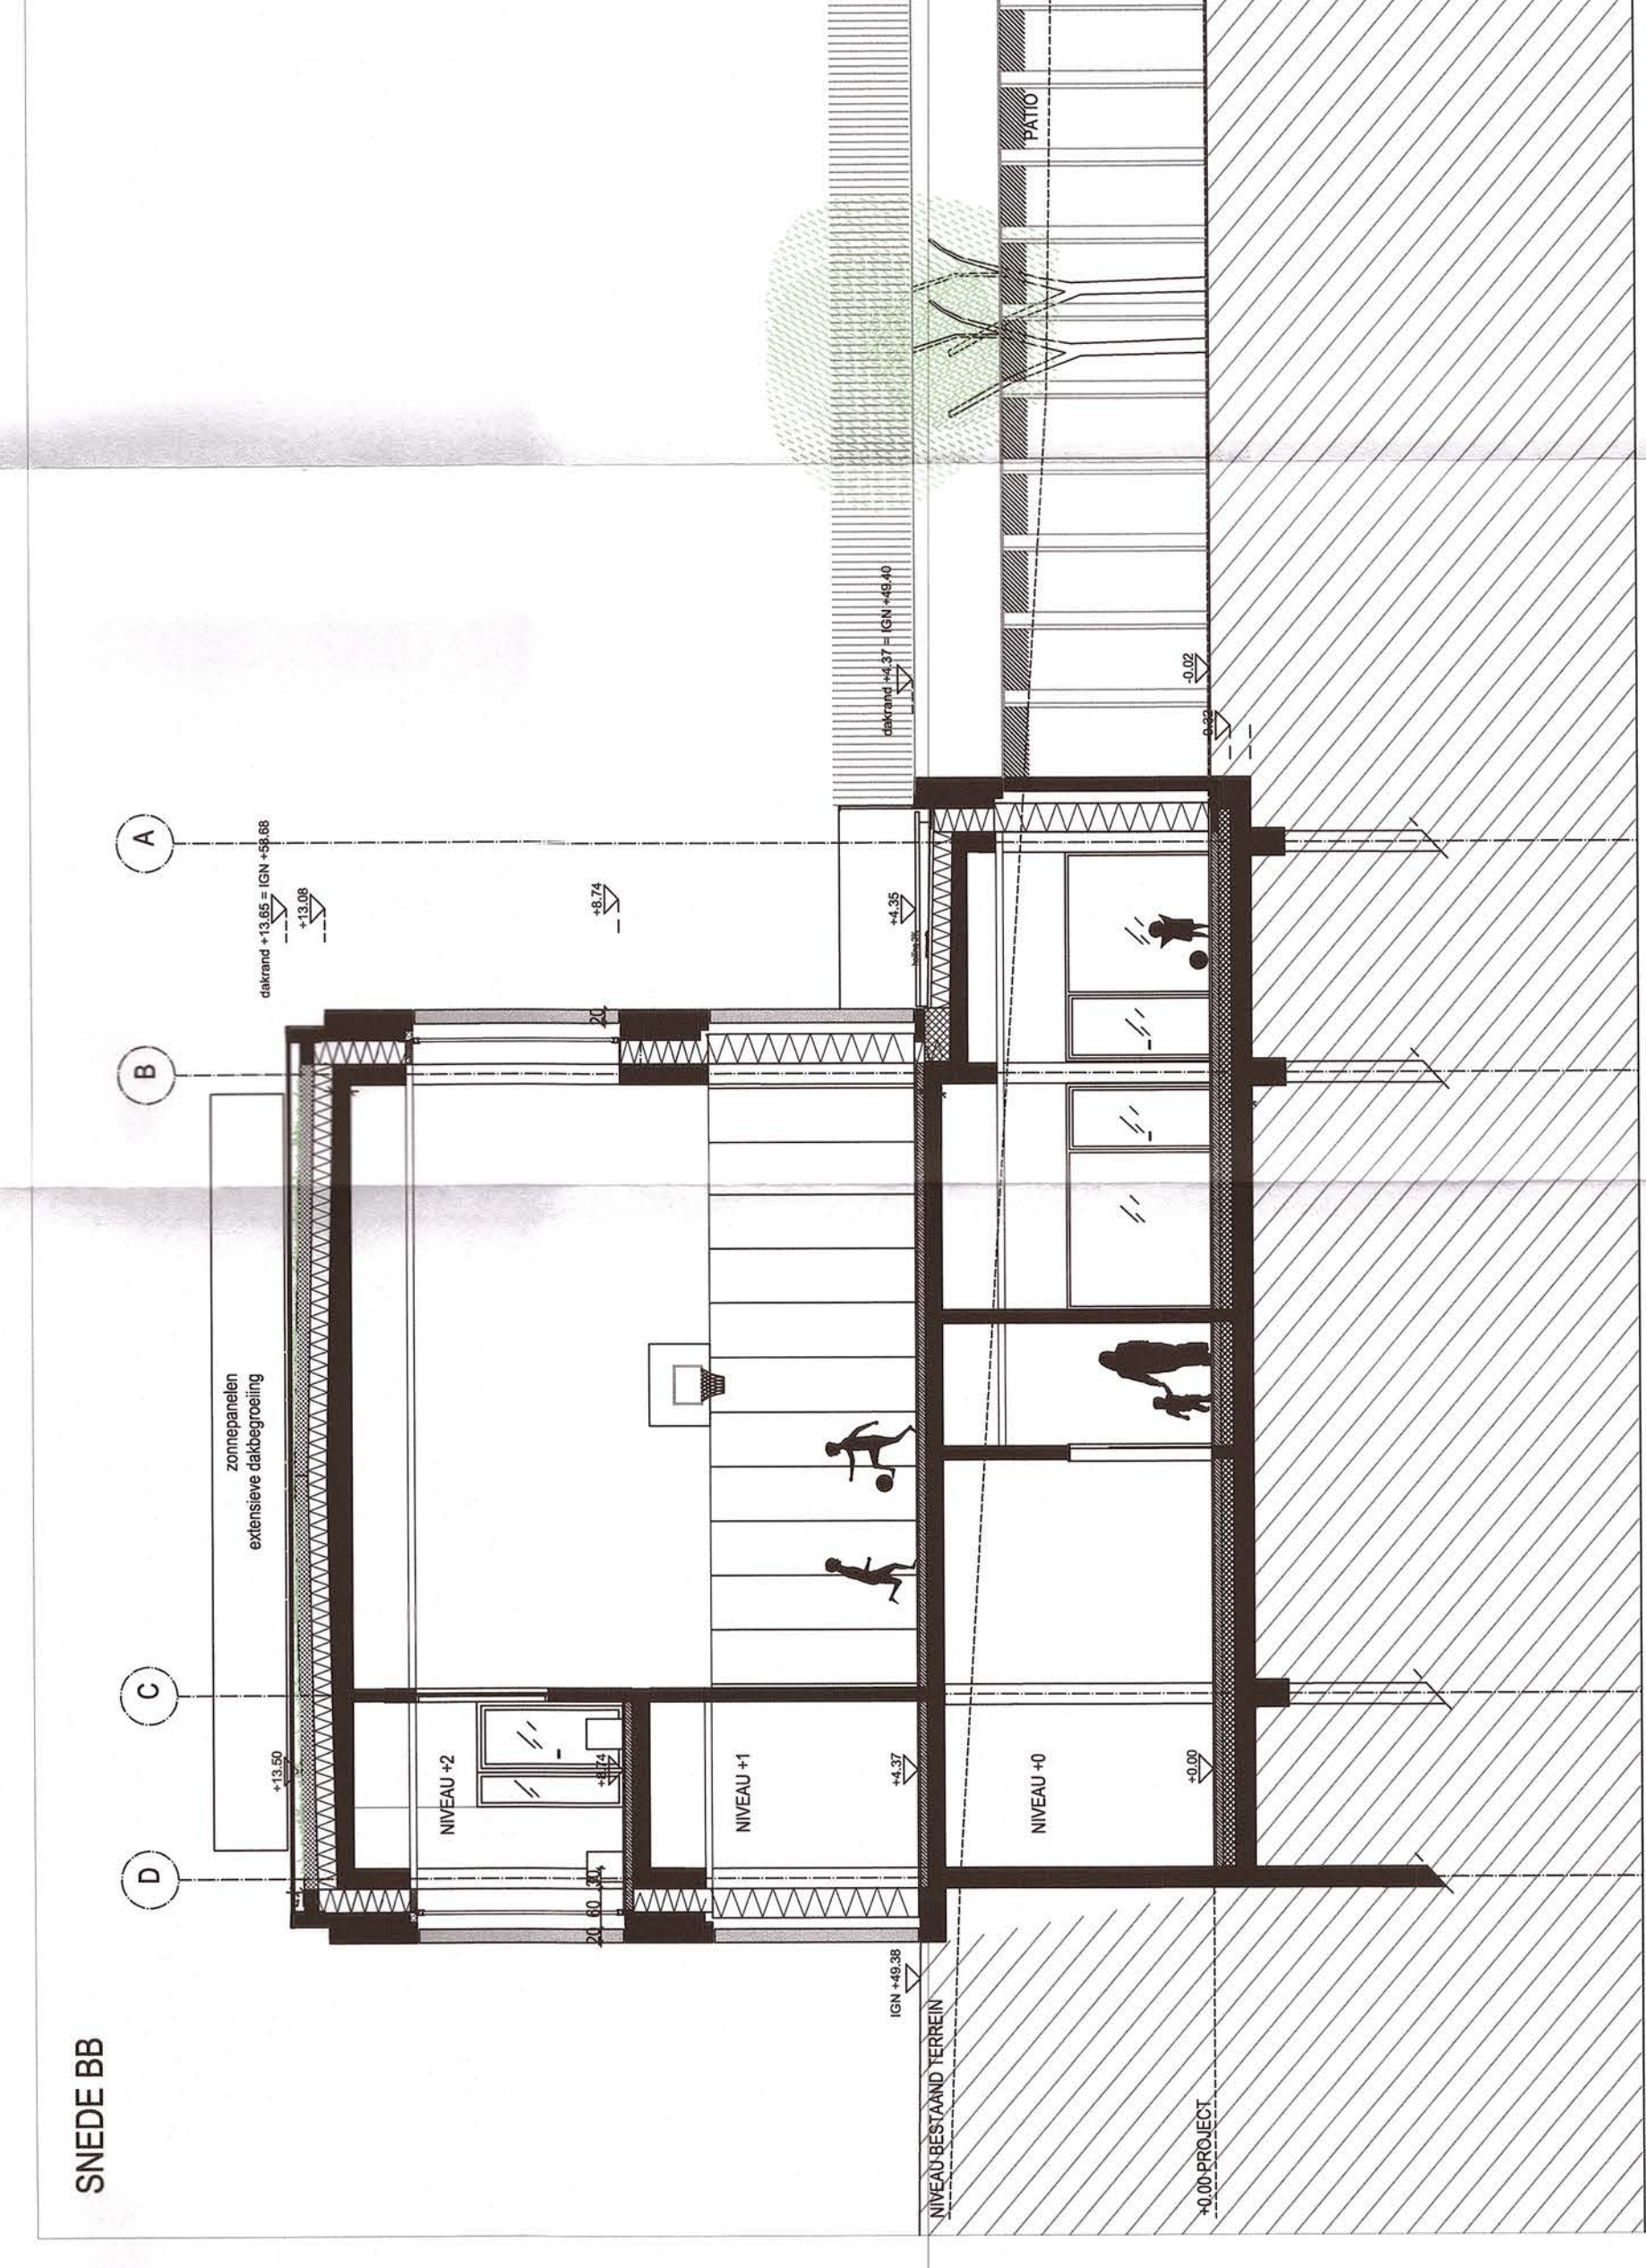 SNEDE BB
D
C
B
A
zonnepanelen
extensieve dakbegroeiing
dakrand +13.65 = IGN +58.68
+13.08
+13.50
+8.74
NIVEAU +2
+8.74
20
60
30
20
NIVEAU +1
+4.37
+4.35
dakrand +4.37 = IGN +49.40
IGN +49.38
NIVEAU BESTAAND TERREIN
NIVEAU +0
+0.00
PATIO
-0.02
+0.00 PROJECT